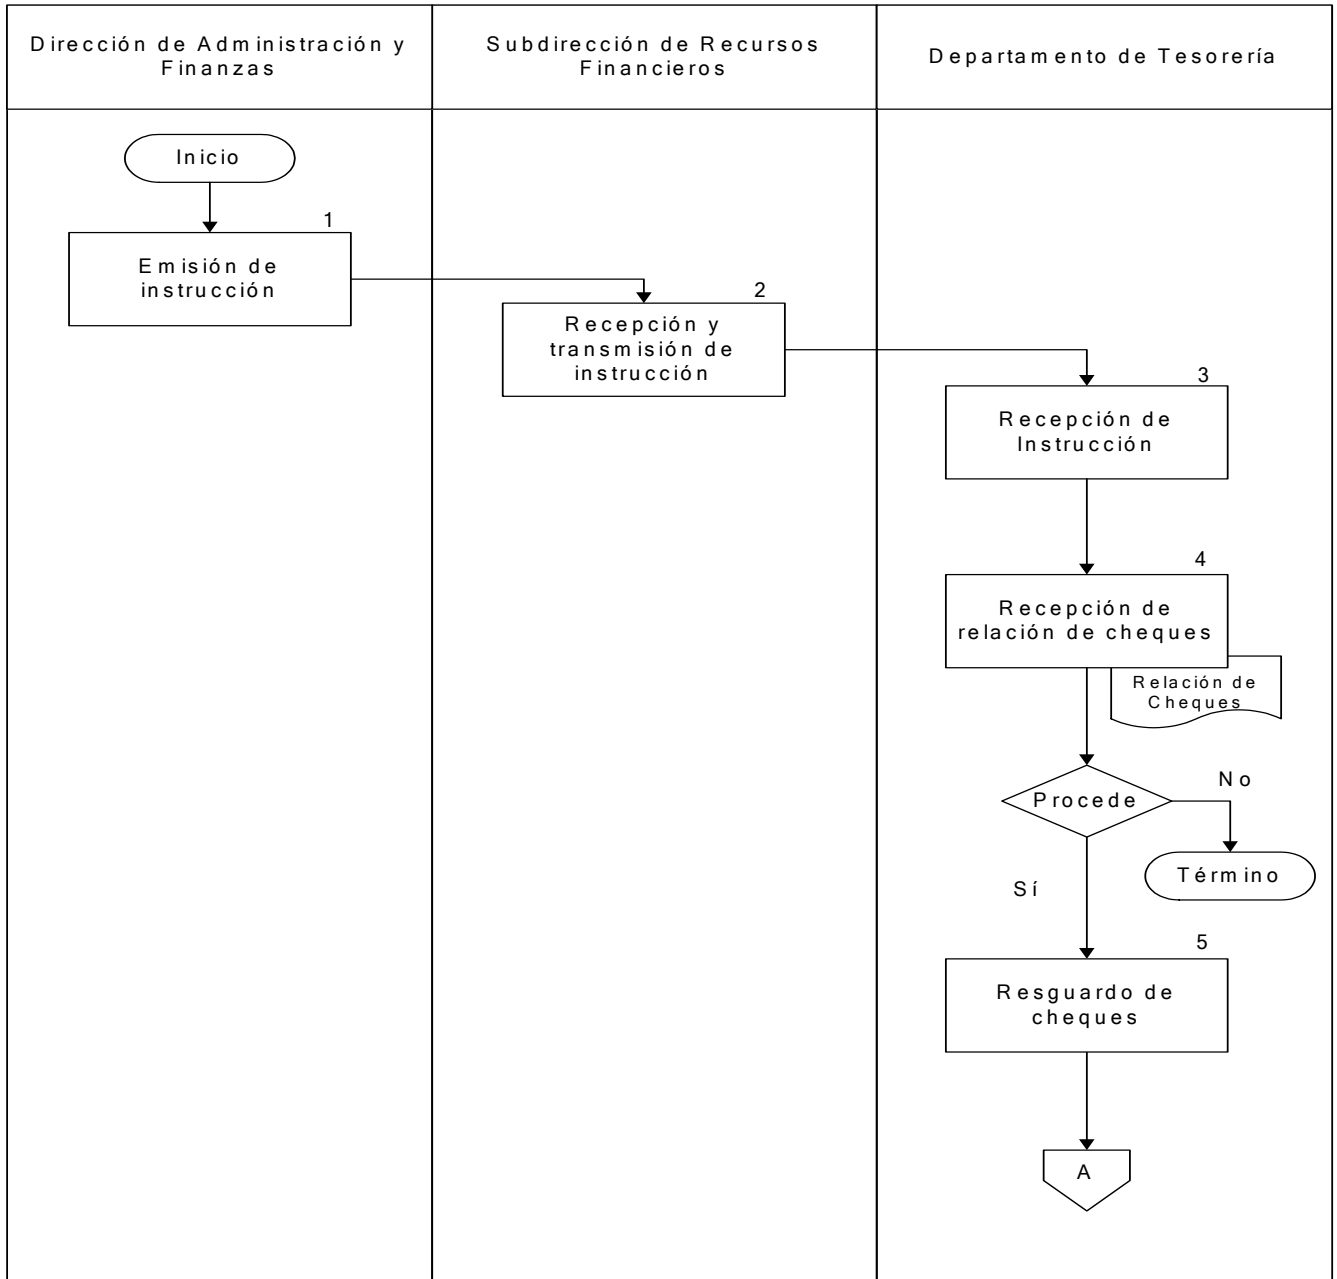 Dirección de Administración y
Finanzas
Subdirección de Recursos
Financieros
Departamento de Tesorería
Inicio
1
Emisión de
instrucción
2
Recepción y
transmisión de
instrucción
3
Recepción de
Instrucción
4
Recepción de
relación de cheques
Relación de
Cheques
Procede
No
Término
Sí
5
Resguardo de
cheques
A